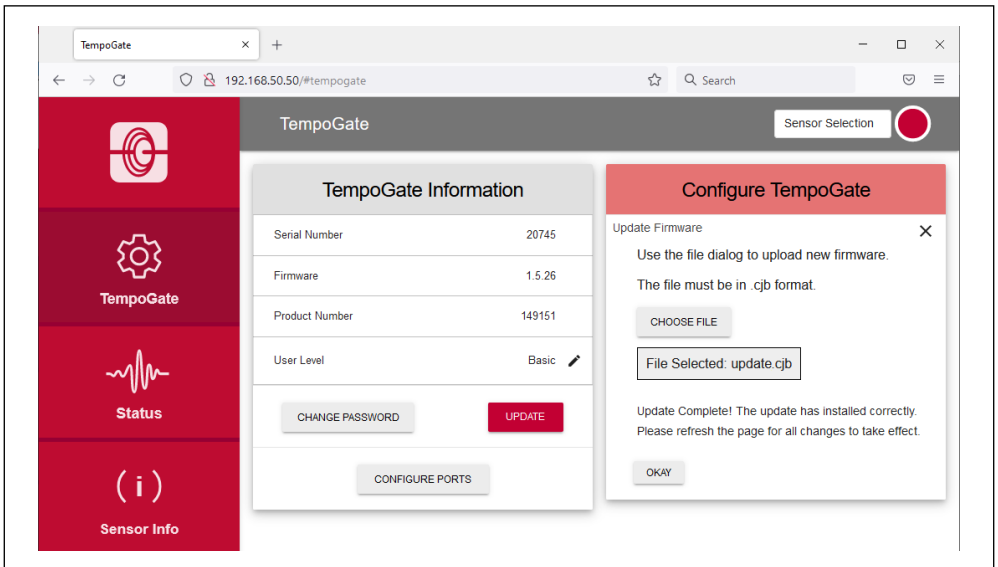 TempoGate
192.168.50.50/#tempogate
Search
TempoGate
Sensor Selection
TempoGate
Status
(i)
Sensor Info
TempoGate Information
Serial Number 20745
Firmware 1.5.26
Product Number 149151
User Level Basic
CHANGE PASSWORD UPDATE
CONFIGURE PORTS
Configure TempoGate
Update Firmware
Use the file dialog to upload new firmware.
The file must be in .cjb format.
CHOOSE FILE
File Selected: update.cjb
Update Complete! The update has installed correctly.
Please refresh the page for all changes to take effect.
OKAY